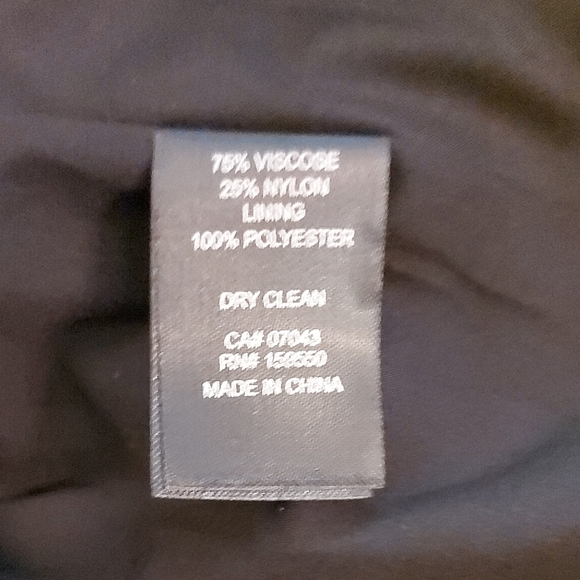 75% VISCOSE
25% NYLON
LINING
100% POLYESTER
DRY CLEAN
CA# 07043
RN# 159550
MADE IN CHINA